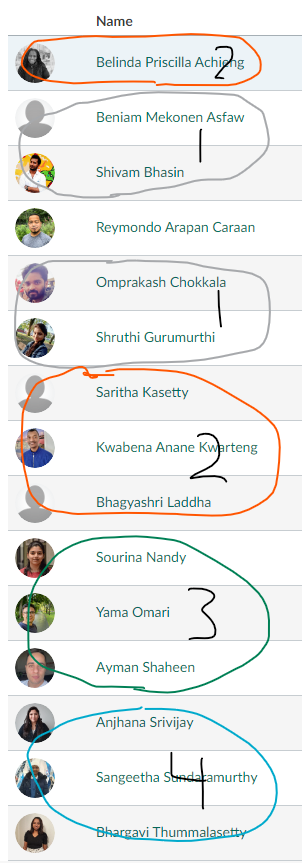 Name
Belinda Priscilla Achieng 2
Beniam Mekonen Asfaw
1
Shivam Bhasin
Reymondo Arapan Caraan
Omprakash Chokkala
1
Shruthi Gurumurthi
Saritha Kasetty
Kwabena Anane Kwarteng
2
Bhagyashri Laddha
Sourina Nandy
Yama Omari 3
Ayman Shaheen
Anjhana Srivijay
Sangeetha Sundaramurthy
4
Bhargavi Thummalasetty